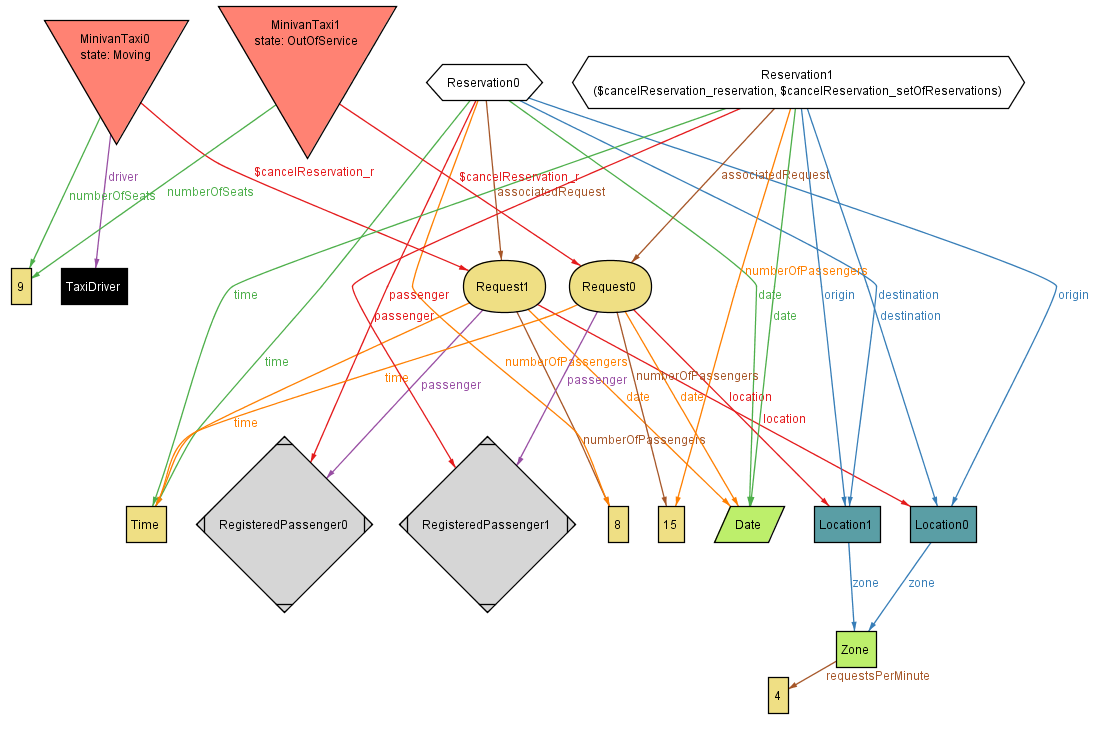 MinivanTaxi0
state: Moving
MinivanTaxi1
state: OutOfService
Reservation0
Reservation1
($cancelReservation_reservation, $cancelReservation_setOfReservations)
driver
numberOfSeats
numberOfSeats
$cancelReservation_r
$cancelReservation_r
associatedRequest
associatedRequest
9
TaxiDriver
Request1
Request0
numberOfPassengers
time
passenger
date
origin
destination
origin
passenger
date
destination
time
numberOfPassengers
time
passenger
passenger
numberOfPassengers
date
date
location
location
time
numberOfPassengers
Time
RegisteredPassenger0
RegisteredPassenger1
8
15
Date
Location1
Location0
zone
zone
Zone
requestsPerMinute
4